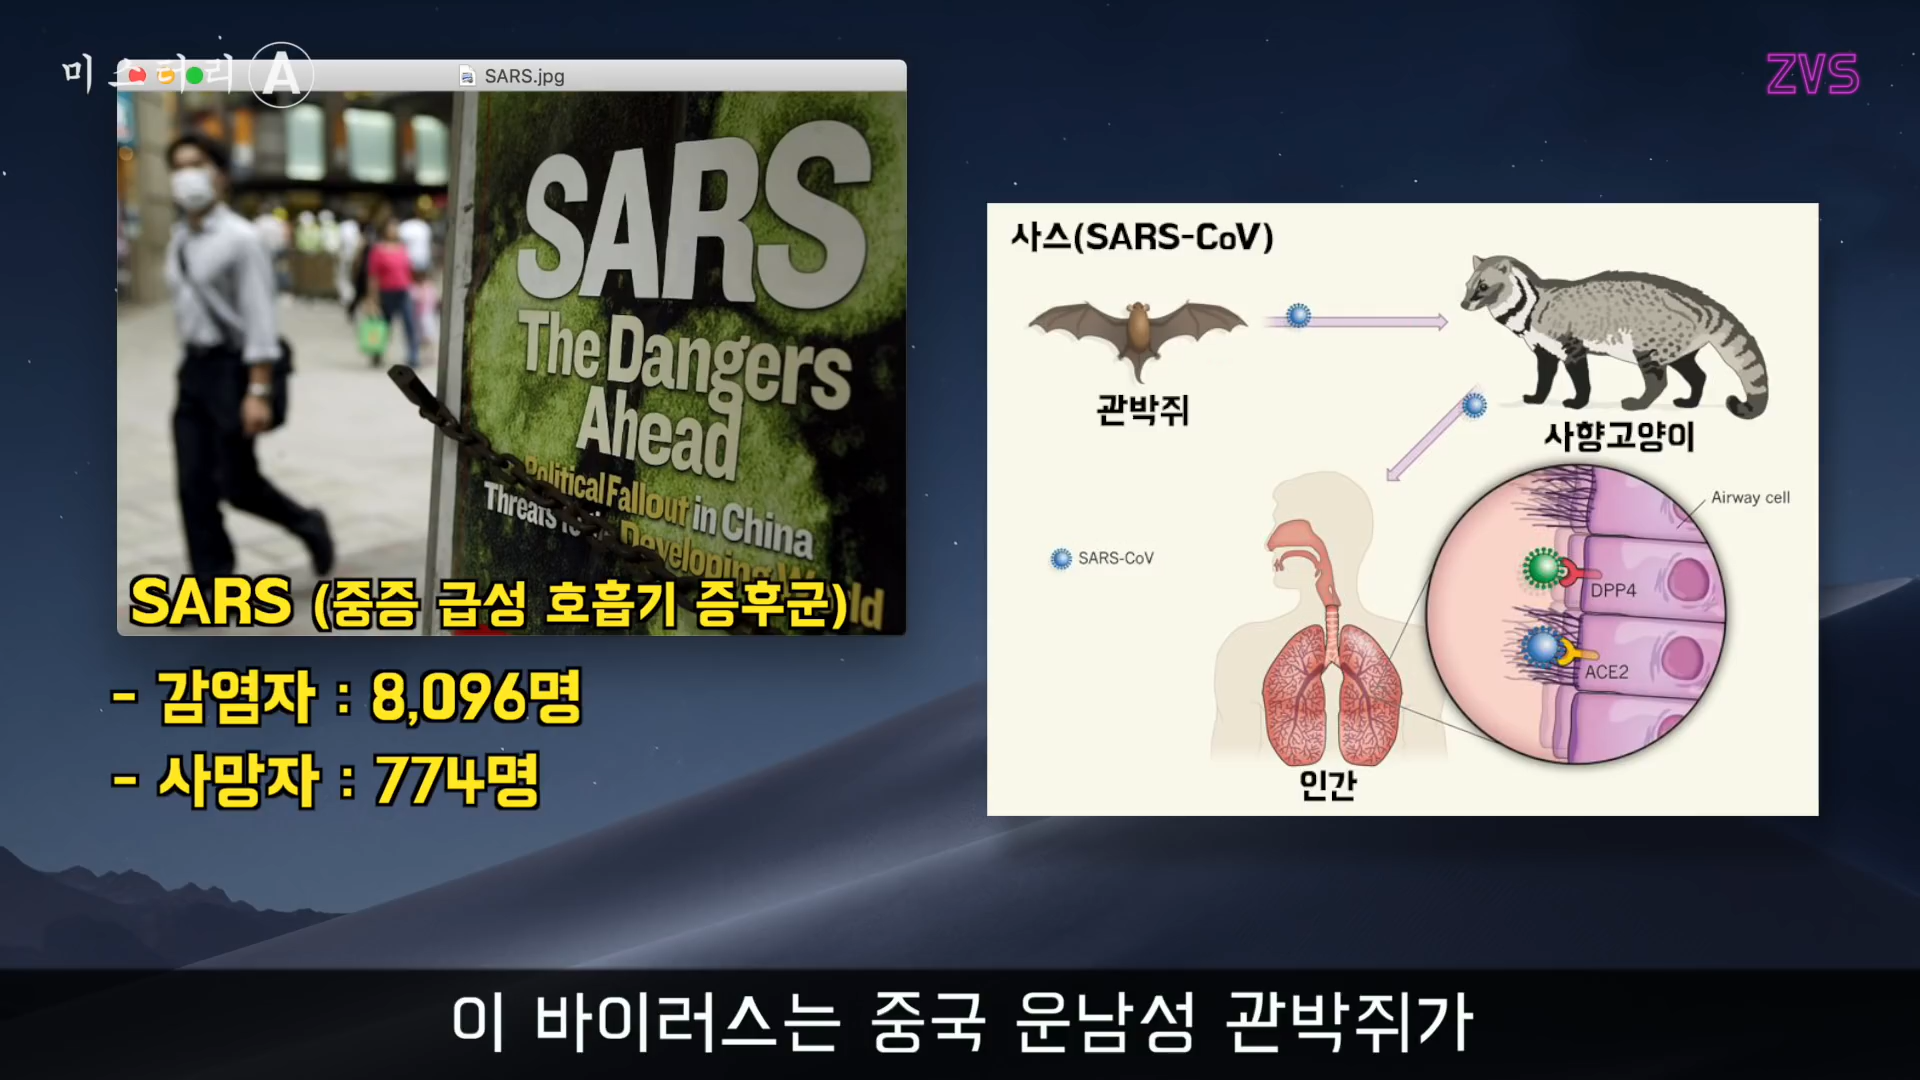 미스터리 A
ZVS
SARS.jpg
SARS
The Dangers
Ahead
Political Fallout in China
Threats to the Developing World
SARS (중증 급성 호흡기 증후군)
- 감염자 : 8,096명
- 사망자 : 774명
사스(SARS-CoV)
관박쥐
사향고양이
Airway cell
SARS-CoV
DPP4
ACE2
인간
이 바이러스는 중국 운남성 관박쥐가